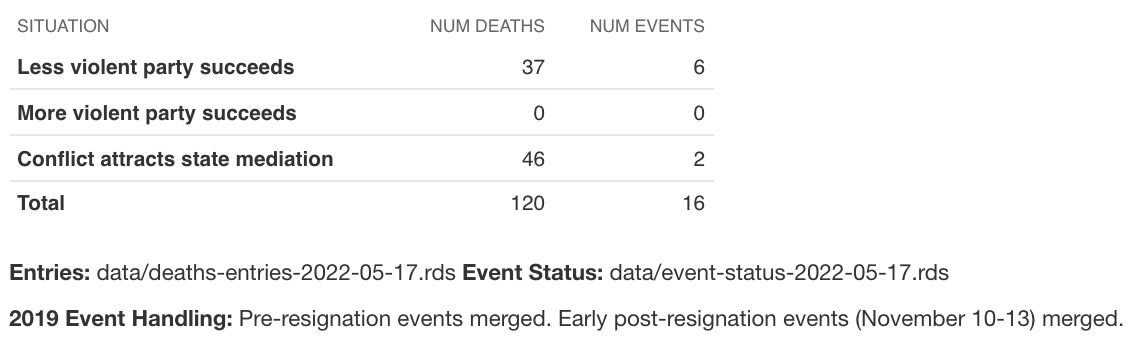 SITUATION NUM DEATHS NUM EVENTS
Less violent party succeeds 37 6
More violent party succeeds 0 0
Conflict attracts state mediation 46 2
Total 120 16
Entries: data/deaths-entries-2022-05-17.rds Event Status: data/event-status-2022-05-17.rds
2019 Event Handling: Pre-resignation events merged. Early post-resignation events (November 10-13) merged.